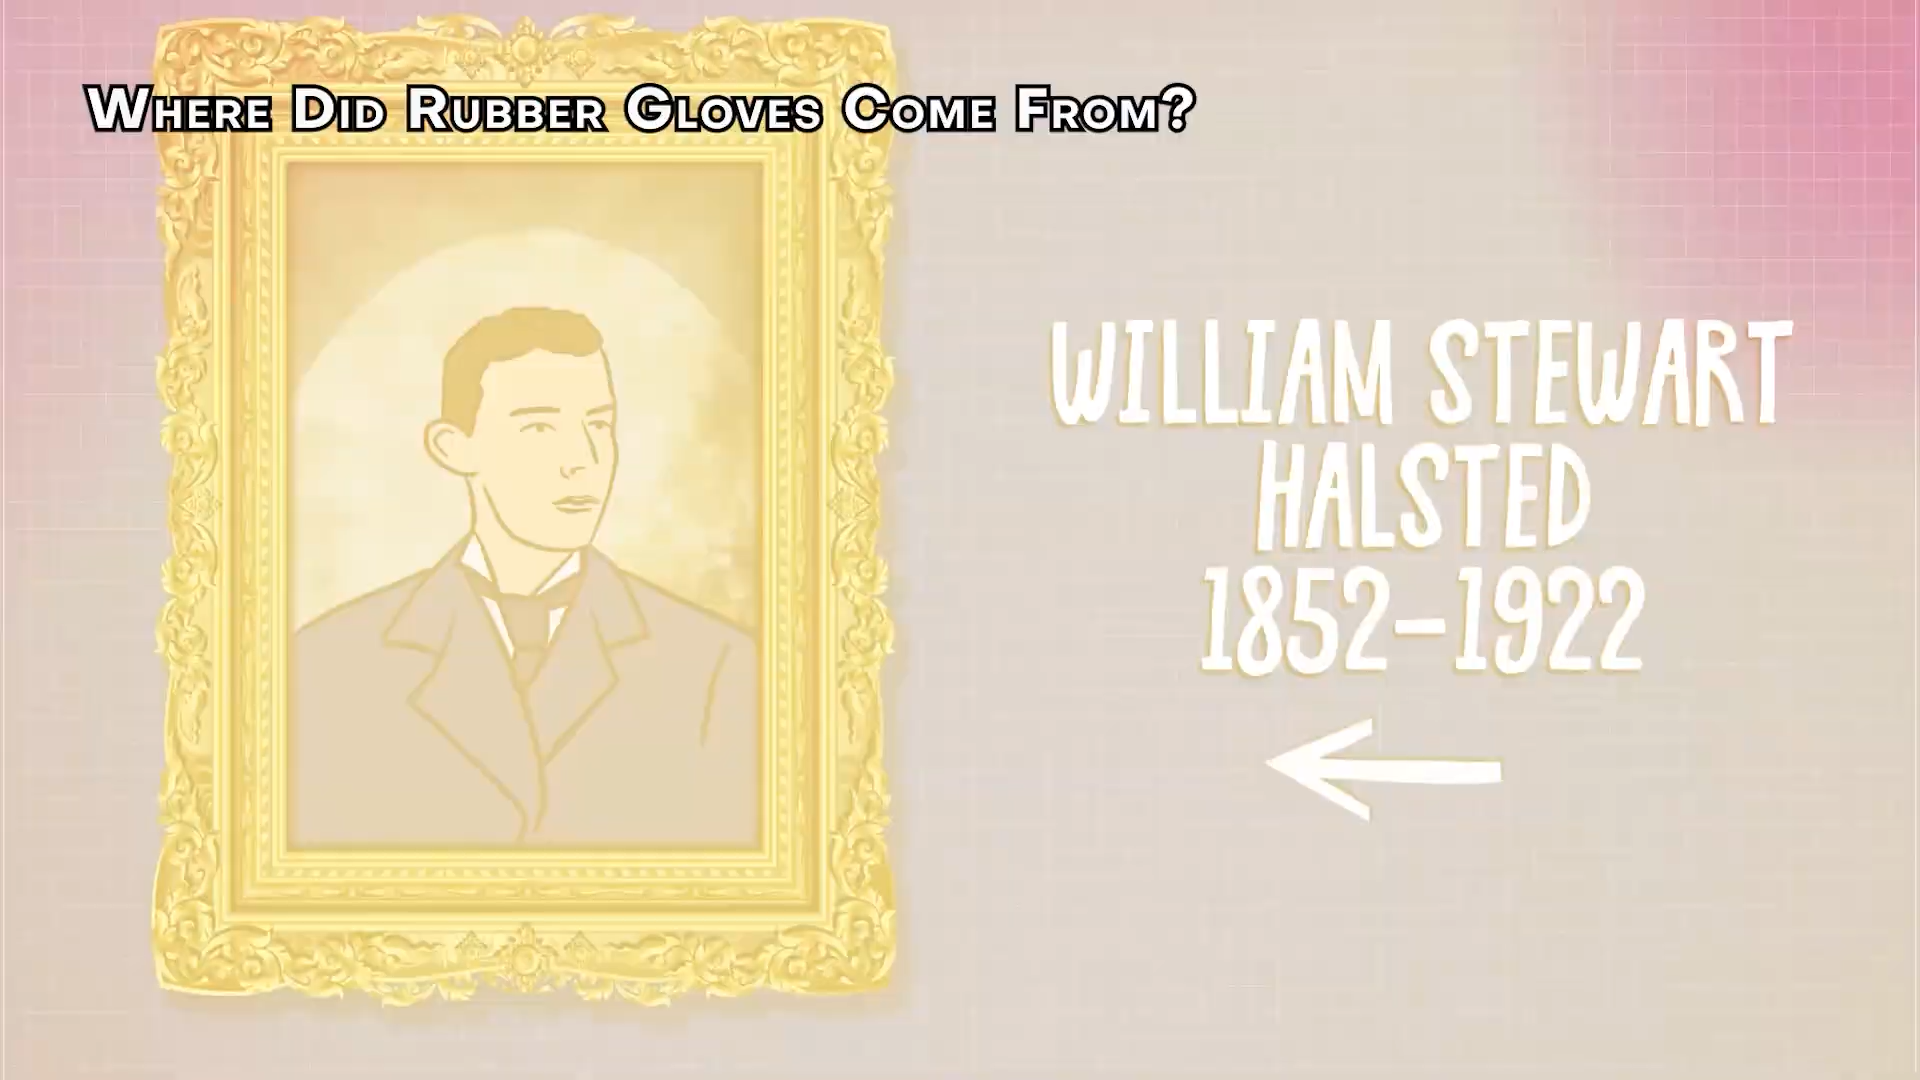 Where Did Rubber Gloves Come From?
WILLIAM STEWART
HALSTED
1852-1922